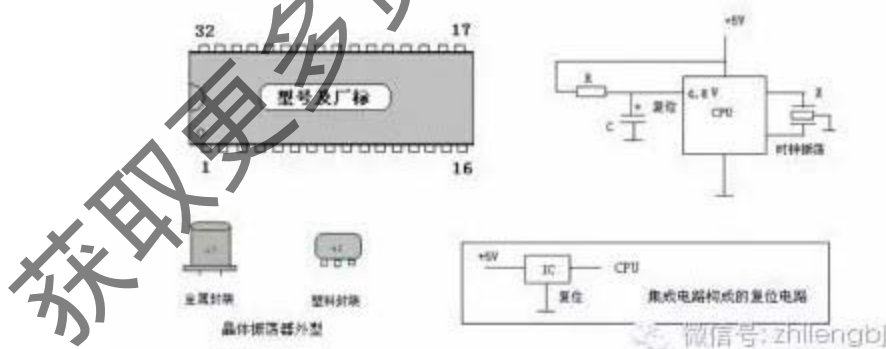 32 17
型号及厂标
1 16
+5V
R
4.8V
X
复位
CPU
C
时钟振荡
金属封装
塑料封装
晶体振荡器外型
+5V
IC
CPU
复位
集成电路构成的复位电路
获取更多
微信号: zhilengbj